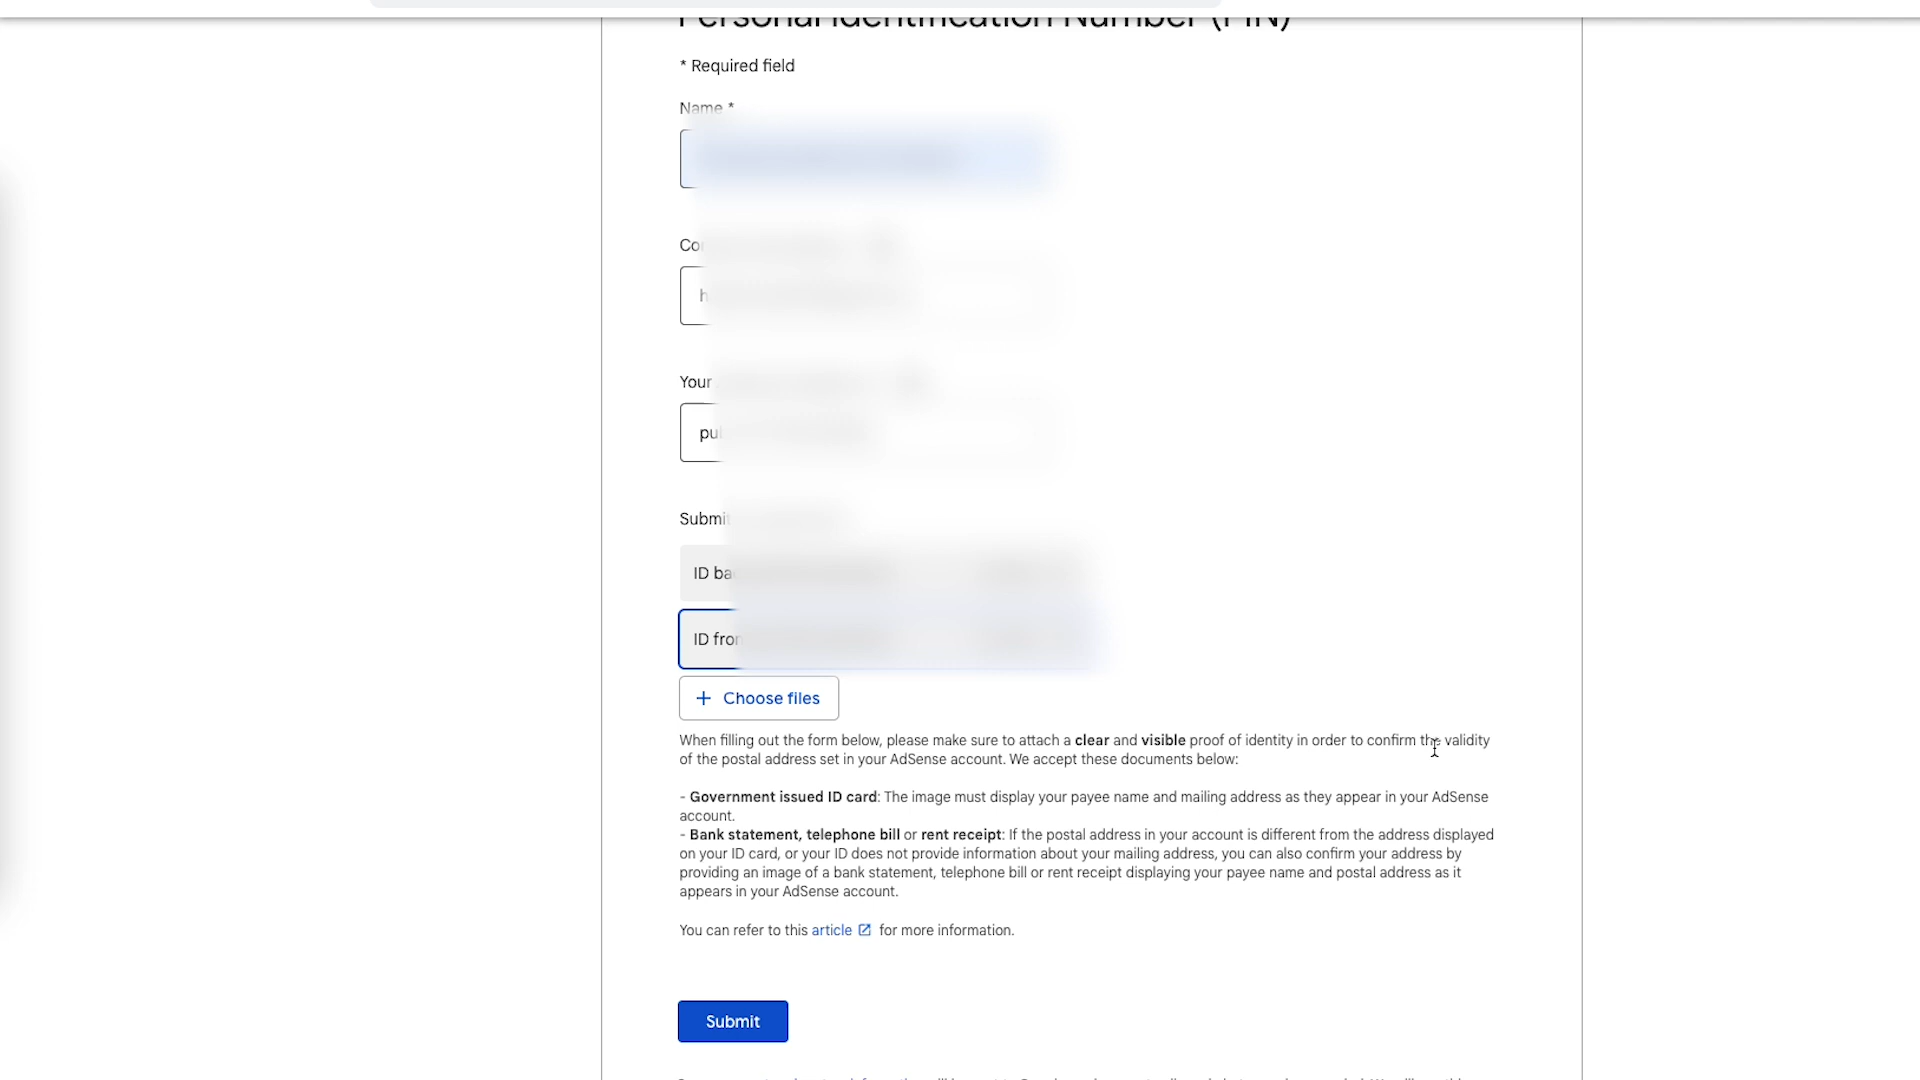 Personal Identification Number (PIN)
* Required field
Name *
Your
Submit
ID
ID
+ Choose files
When filling out the form below, please make sure to attach a clear and visible proof of identity in order to confirm the validity
of the postal address set in your AdSense account. We accept these documents below:
- Government issued ID card: The image must display your payee name and mailing address as they appear in your AdSense
account.
- Bank statement, telephone bill or rent receipt: If the postal address in your account is different from the address displayed
on your ID card, or your ID does not provide information about your mailing address, you can also confirm your address by
providing an image of a bank statement, telephone bill or rent receipt displaying your payee name and postal address as it
appears in your AdSense account.
You can refer to this article for more information.
Submit